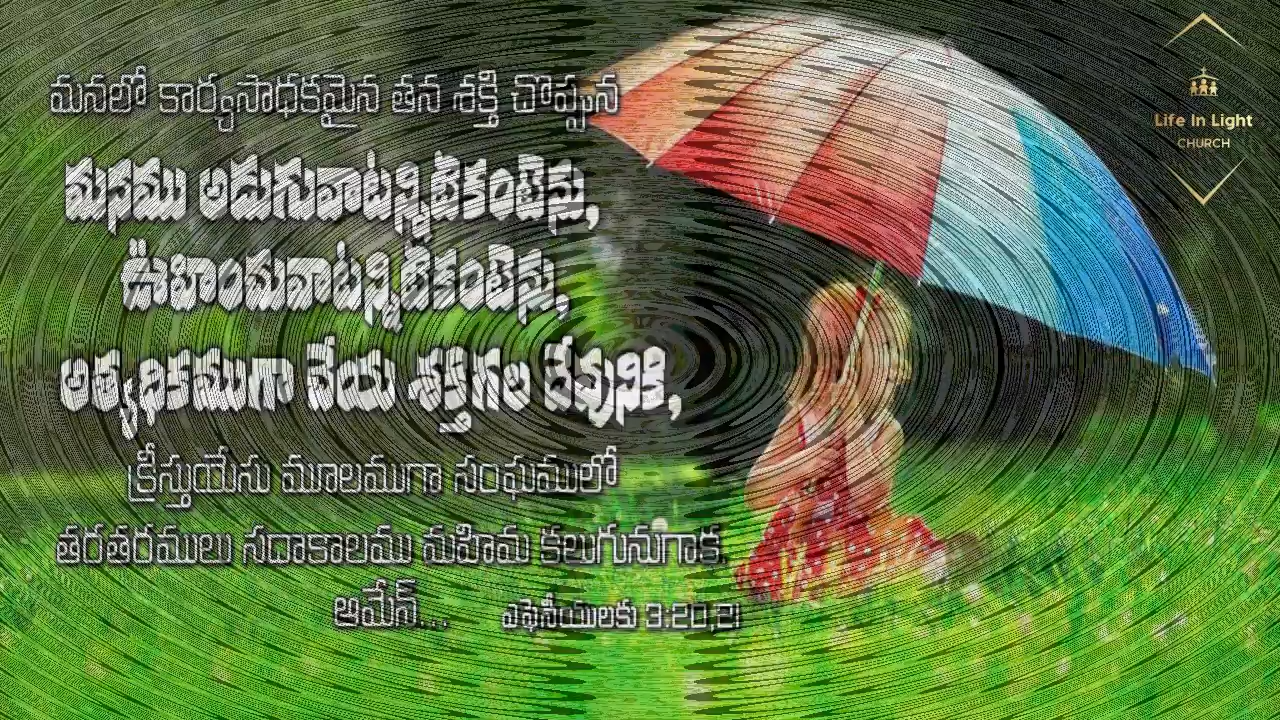 మనలో కార్యసాధకమైన తన శక్తి చొప్పున
మనము అడుగువాటన్నిటికంటెను,
ఊహించువాటన్నిటికంటెను,
అత్యధికముగా చేయ శక్తిగల దేవునికి,
క్రీస్తుయేసు మూలముగా సంఘములో
తరతరములు సదాకాలము మహిమ కలుగునుగాక.
ఆమేన్...
ఎఫెసీయులకు 3:20,21
Life In Light
CHURCH